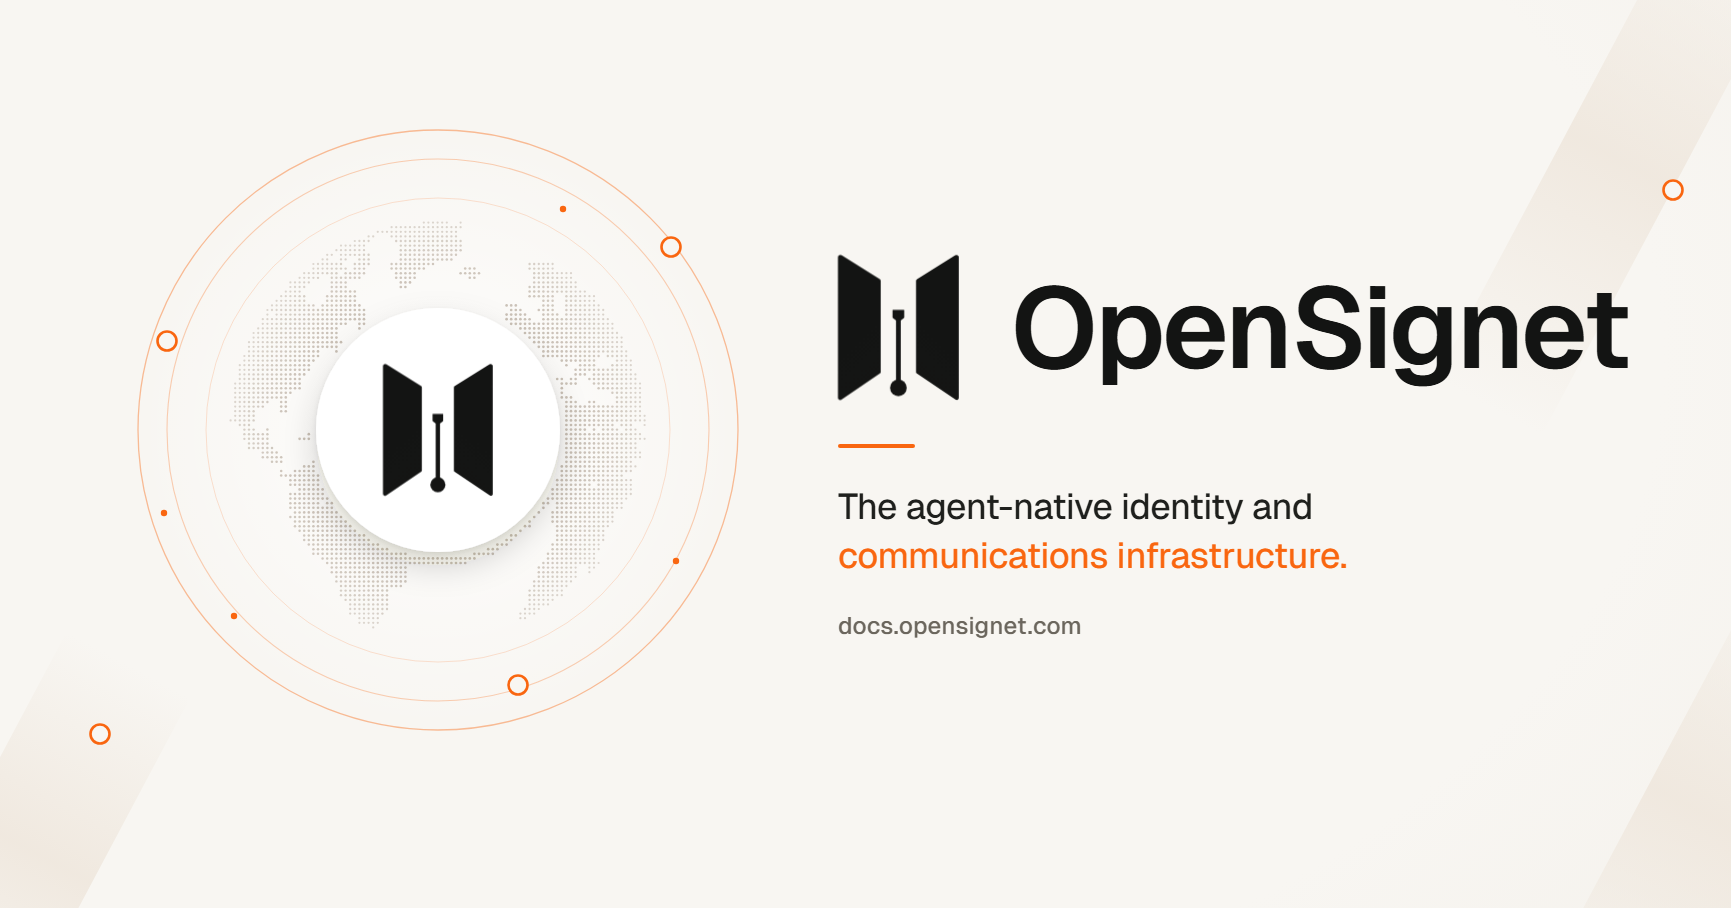 OpenSignet
The agent-native identity and
communications infrastructure.
docs.opensignet.com